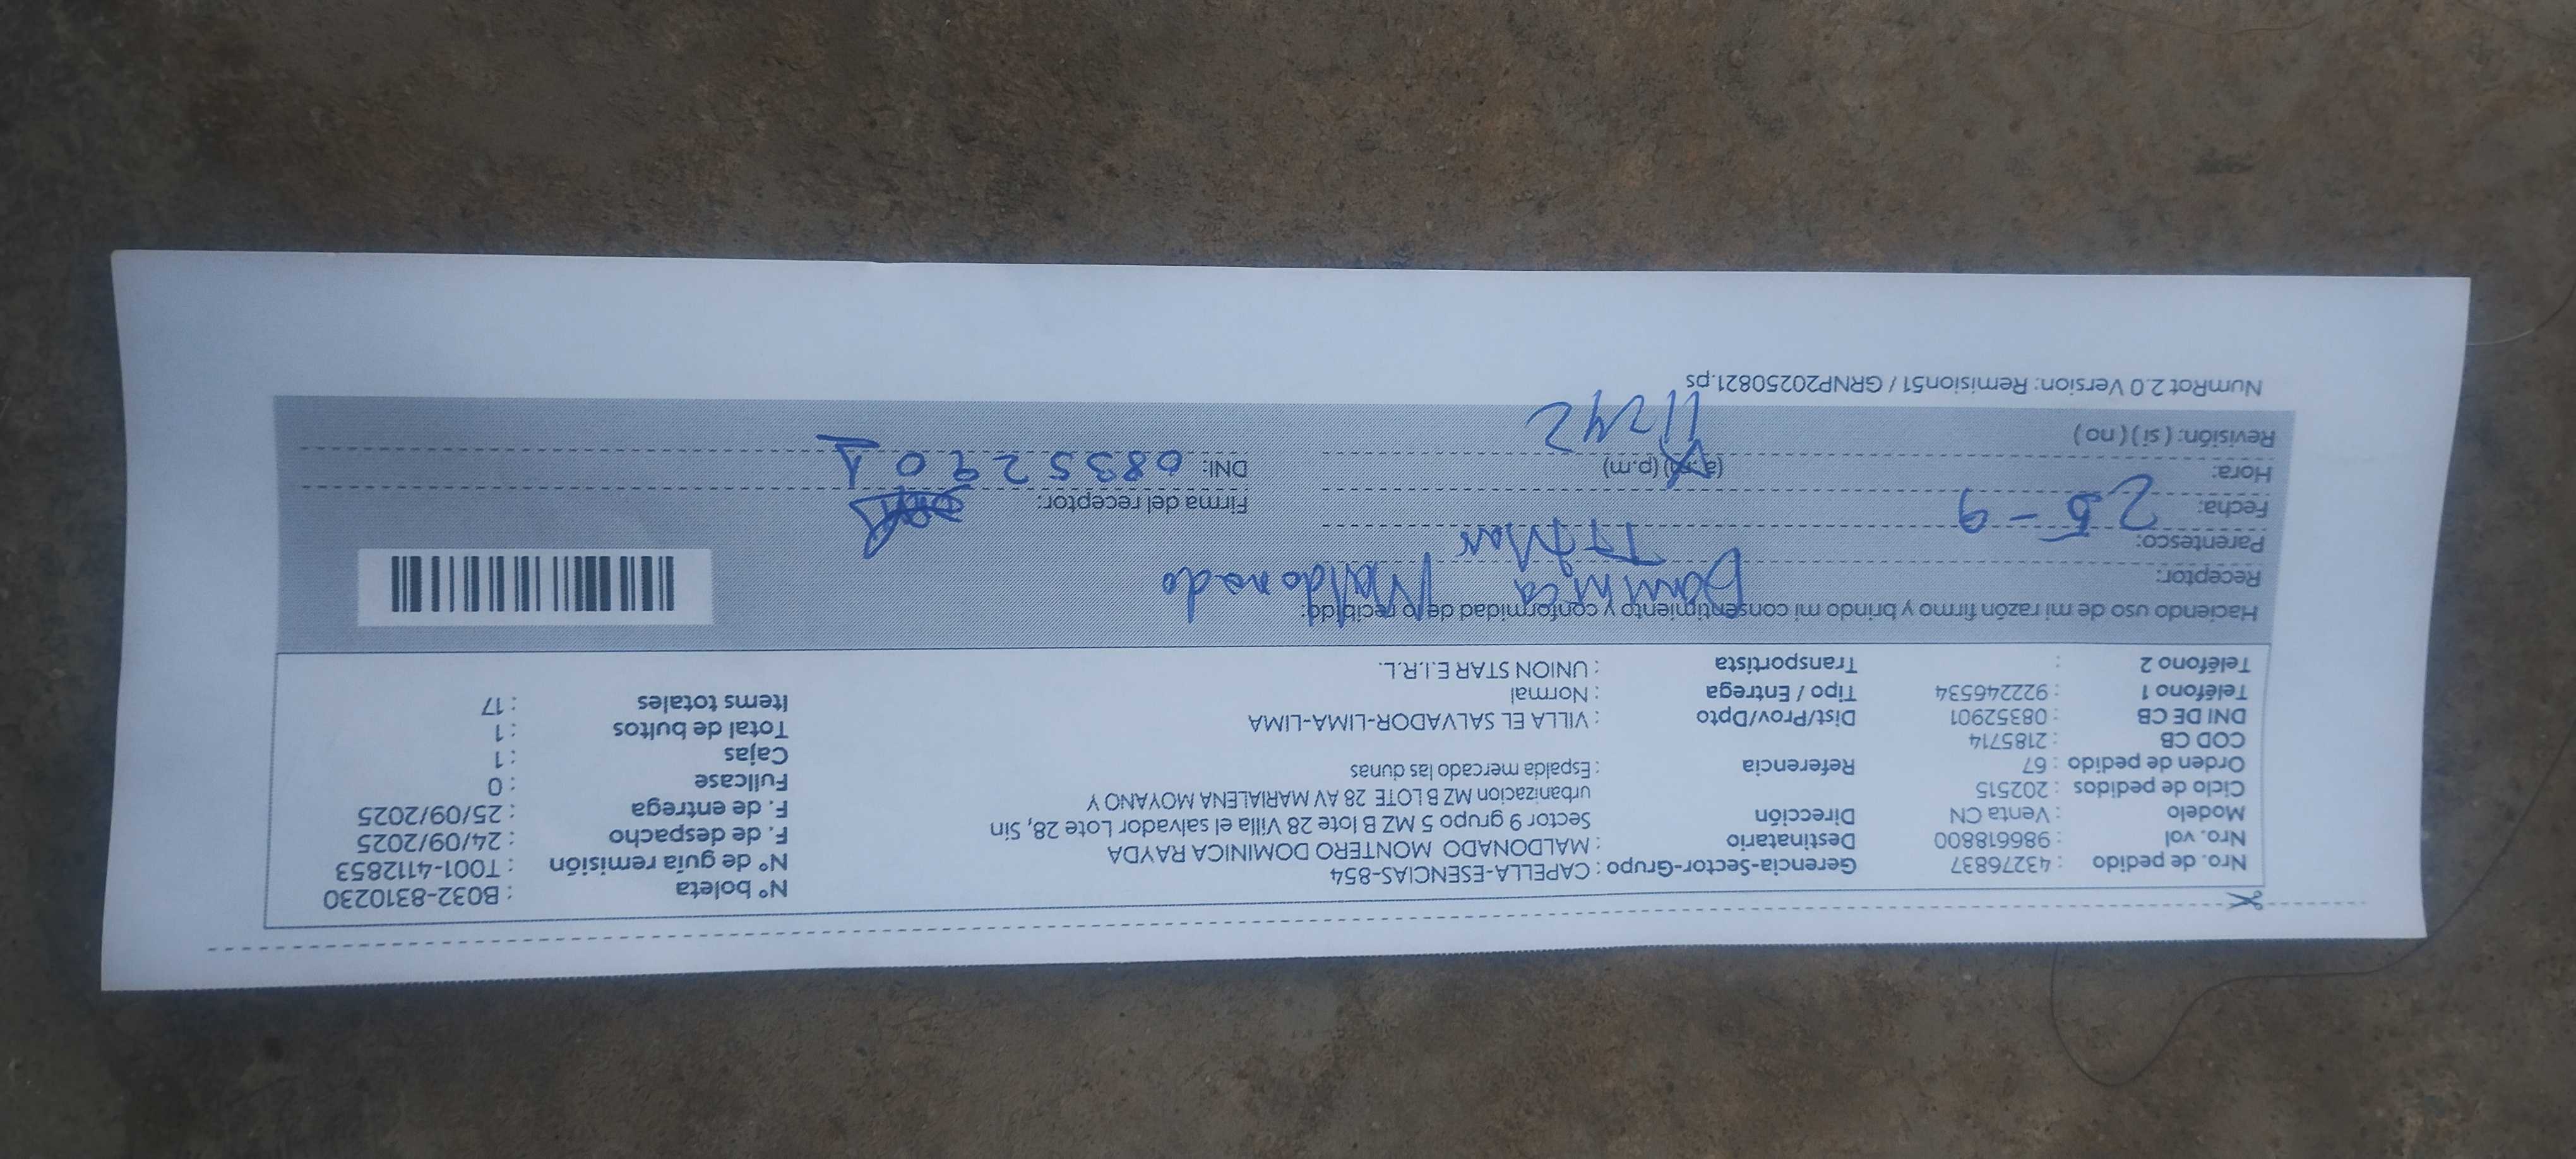 Nro. de pedido : 43276837 Gerencia-Sector-Grupo : CAPELLA-ESENCIAS-854 N° boleta : B032-8310230
Nro. vol : 986618800 Destinatario : MALDONADO MONTERO DOMINICA RAYDA N° de guía remisión : T001-4112853
Modelo : Venta CN Dirección Sector 9 grupo 5 MZ B lote 28 Villa el salvador Lote 28, Sin F. de despacho : 24/09/2025
Ciclo de pedidos : 202515 urbanizacion MZ B LOTE 28 AV MARIALENA MOYANO Y F. de entrega : 25/09/2025
Orden de pedido : 67 Referencia : Espalda mercado las dunas Fullcase : 0
COD CB : 2185714 Cajas : 1
DNI DE CB : 08352901 Dist/Prov/Dpto : VILLA EL SALVADOR-LIMA-LIMA Total de bultos : 1
Teléfono 1 : 922246534 Tipo / Entrega : Normal Items totales : 17
Teléfono 2 : Transportista : UNION STAR E.I.R.L.
Haciendo uso de mi razón firmo y brindo mi consentimiento y conformidad de lo recibido:
Receptor: Dominica Maldonado
Parentesco:
Fecha: 25-9 Firma del receptor:
Hora: (a.m) (p.m) DNI: 08352901
Revisión: ( si ) ( no ) 11242
NumRot 2.0 Version: Remision51 / GRNP20250821.ps